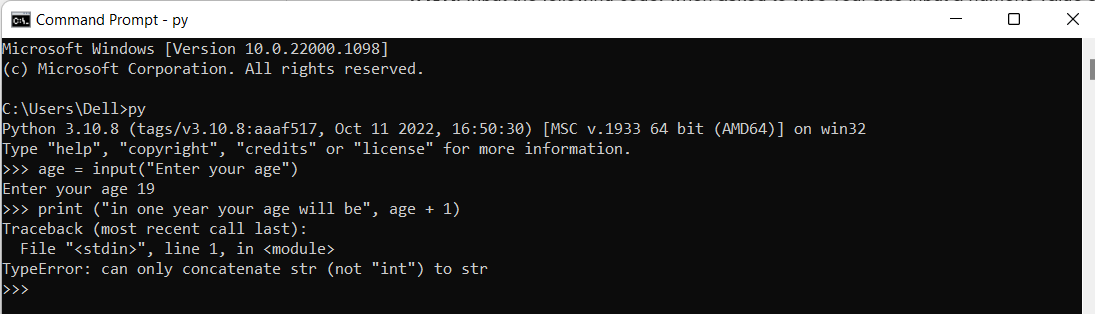 Command Prompt - py
Microsoft Windows [Version 10.0.22000.1098]
(c) Microsoft Corporation. All rights reserved.
C:\Users\Dell>py
Python 3.10.8 (tags/v3.10.8:aaaf517, Oct 11 2022, 16:50:30) [MSC v.1933 64 bit (AMD64)] on win32
Type "help", "copyright", "credits" or "license" for more information.
>>> age = input("Enter your age")
Enter your age 19
>>> print ("in one year your age will be", age + 1)
Traceback (most recent call last):
  File "<stdin>", line 1, in <module>
TypeError: can only concatenate str (not "int") to str
>>>